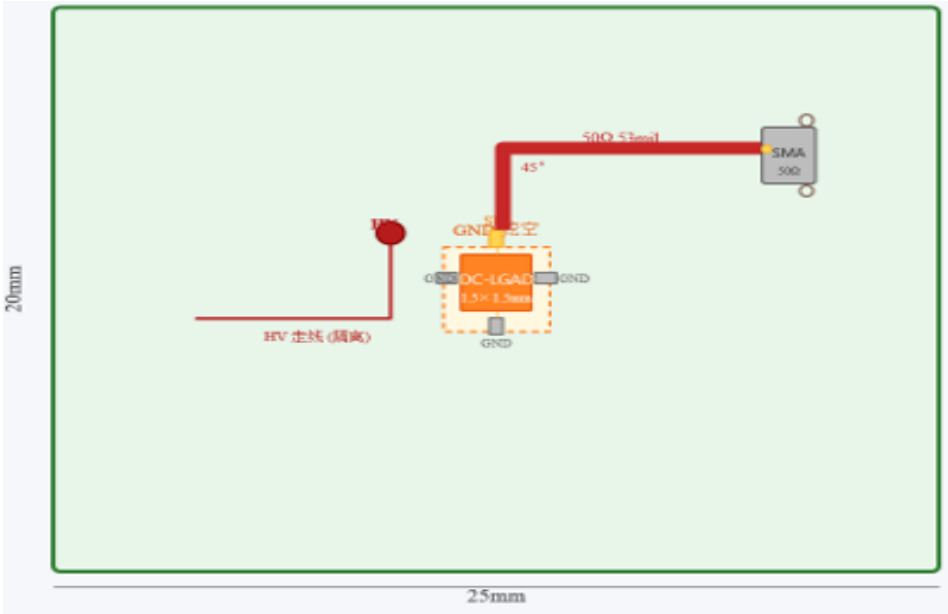 50Ω 53mil
SMA
50Ω
45°
GND
空
DC-LGAD
GND
1.5×1.5mm
GND
HV 走线 (隔离)
20mm
25mm